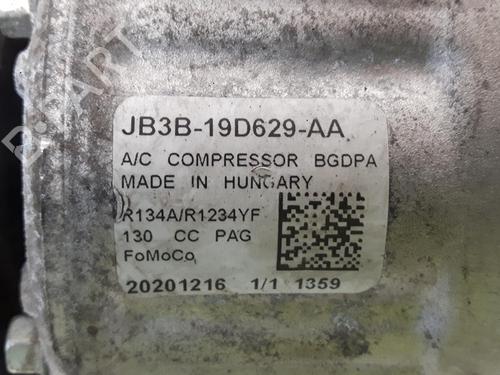 JB3B-19D629-AA
A/C COMPRESSOR BGDPA
MADE IN HUNGARY
R134A/R1234YF
130 CC PAG
FoMoCo
20201216 1/1 1359